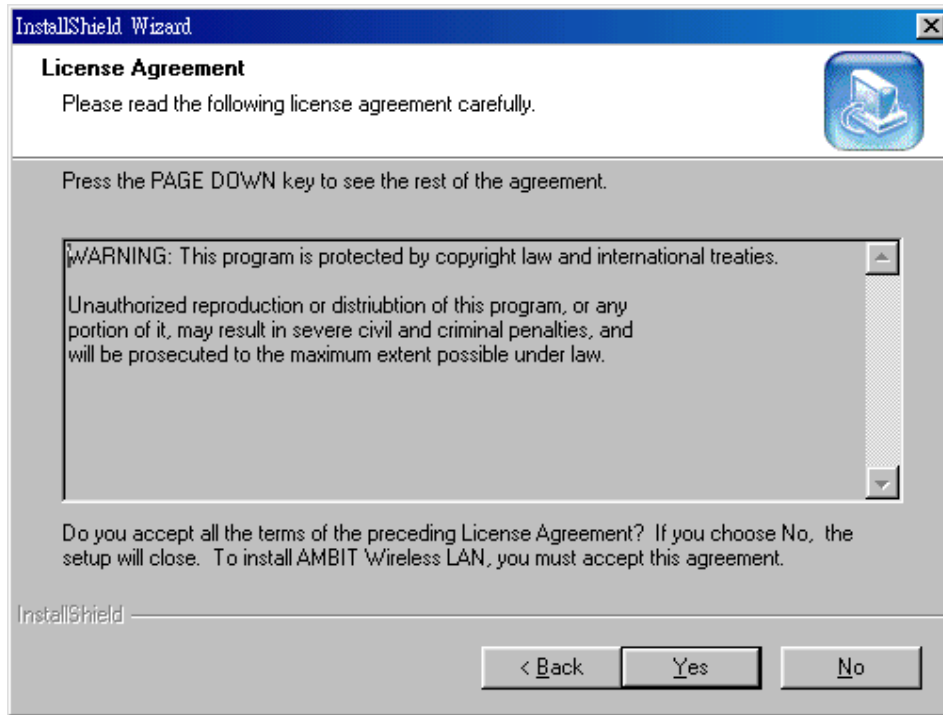 InstallShield Wizard
License Agreement
Please read the following license agreement carefully.
Press the PAGE DOWN key to see the rest of the agreement.
WARNING: This program is protected by copyright law and international treaties.
Unauthorized reproduction or distriubtion of this program, or any
portion of it, may result in severe civil and criminal penalties, and
will be prosecuted to the maximum extent possible under law.
Do you accept all the terms of the preceding License Agreement?  If you choose No,  the
setup will close.  To install AMBIT Wireless LAN, you must accept this agreement.
InstallShield
< Back
Yes
No